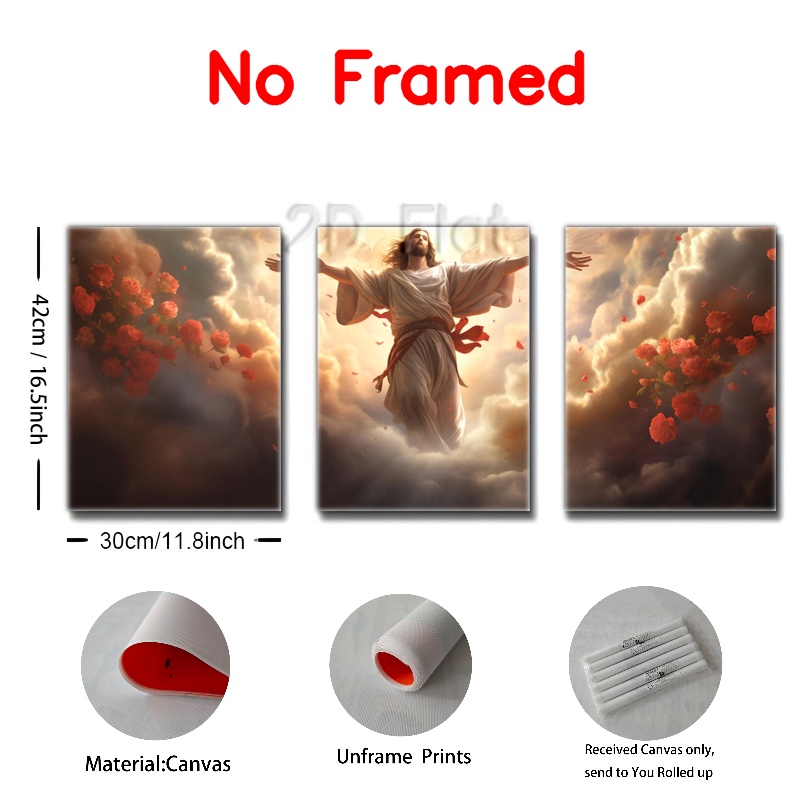 No Framed
2D Flat
42cm / 16.5inch
30cm/11.8inch
Material:Canvas
Unframe Prints
Received Canvas only,
send to You Rolled up